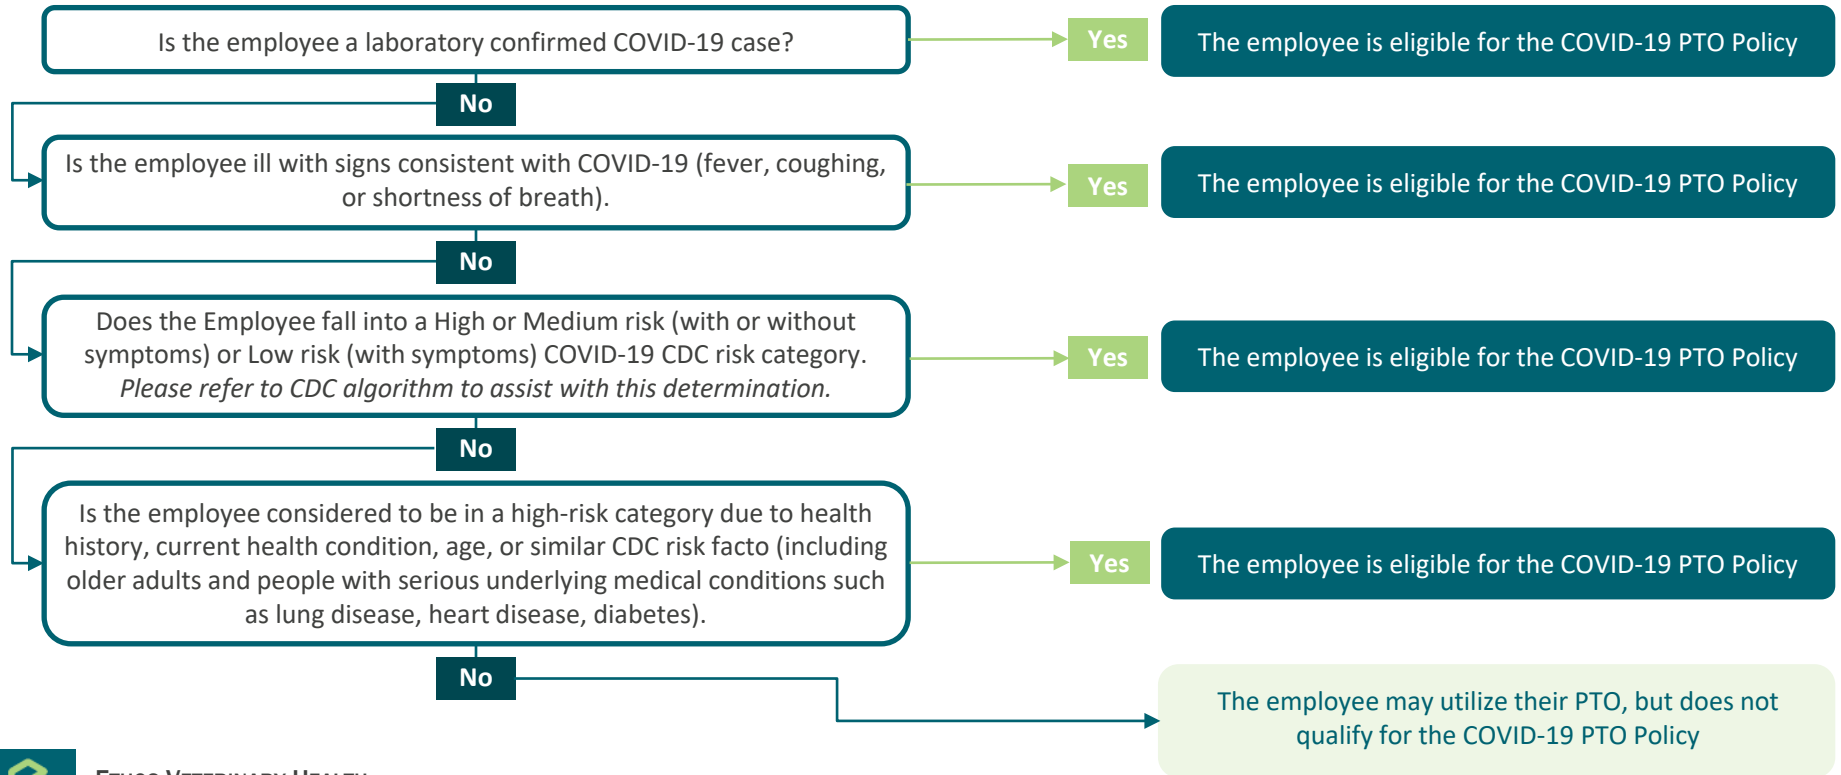 Is the employee a laboratory confirmed COVID-19 case?
Yes
The employee is eligible for the COVID-19 PTO Policy
No
Is the employee ill with signs consistent with COVID-19 (fever, coughing,
or shortness of breath).
Yes
The employee is eligible for the COVID-19 PTO Policy
No
Does the Employee fall into a High or Medium risk (with or without
symptoms) or Low risk (with symptoms) COVID-19 CDC risk category.
Please refer to CDC algorithm to assist with this determination.
Yes
The employee is eligible for the COVID-19 PTO Policy
No
Is the employee considered to be in a high-risk category due to health
history, current health condition, age, or similar CDC risk facto (including
older adults and people with serious underlying medical conditions such
as lung disease, heart disease, diabetes).
Yes
The employee is eligible for the COVID-19 PTO Policy
No
The employee may utilize their PTO, but does not
qualify for the COVID-19 PTO Policy
ETHOS VETERINARY HEALTH